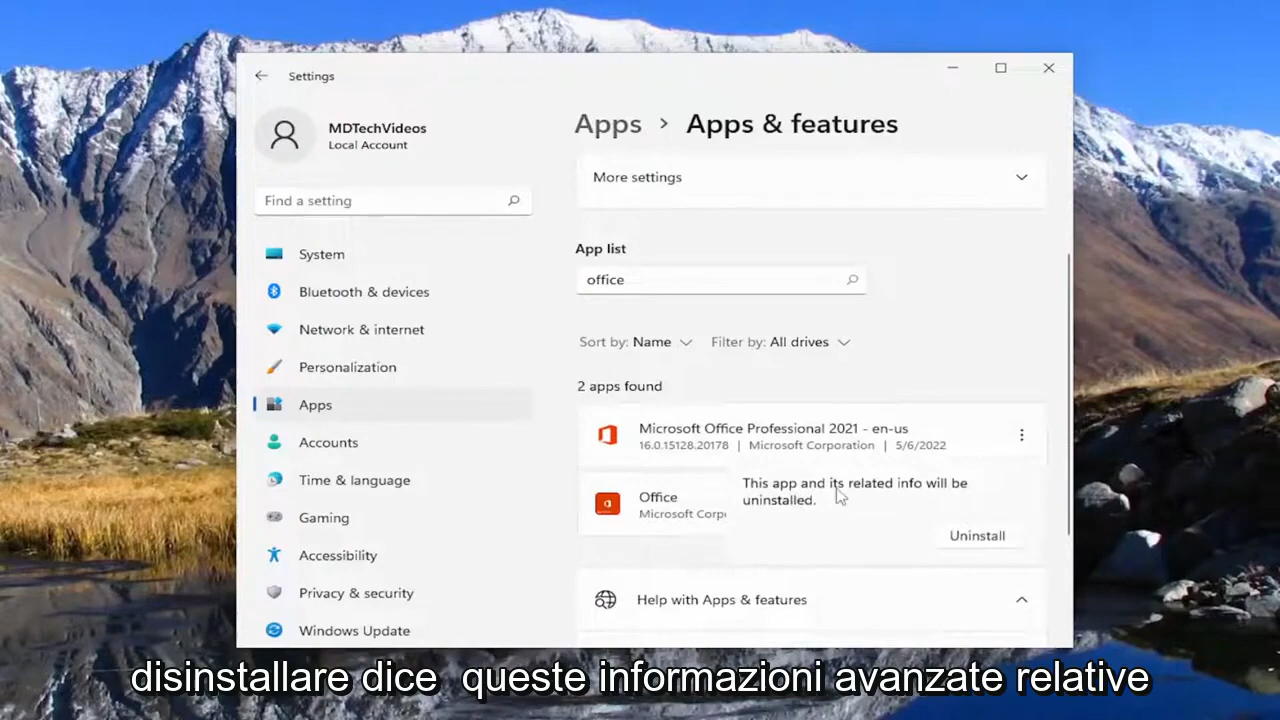 Settings
MDTechVideos
Local Account
Find a setting
System
Bluetooth & devices
Network & internet
Personalization
Apps
Accounts
Time & language
Gaming
Accessibility
Privacy & security
Windows Update
Apps > Apps & features
More settings
App list
office
Sort by: Name Filter by: All drives
2 apps found
Microsoft Office Professional 2021 - en-us
16.0.15128.20178 | Microsoft Corporation | 5/6/2022
Office
Microsoft Corp
This app and its related info will be
uninstalled.
Uninstall
Help with Apps & features
disinstallare dice queste informazioni avanzate relative